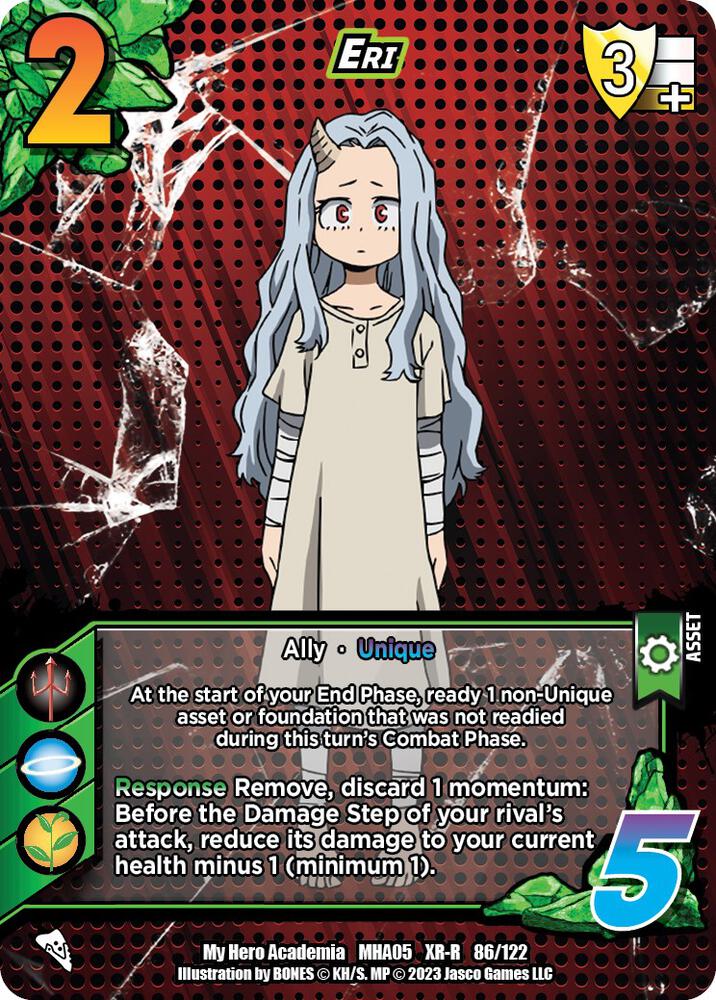 2
ERI
3
+
ASSET
Ally • Unique
At the start of your End Phase, ready 1 non-Unique
asset or foundation that was not readied
during this turn's Combat Phase.
Response Remove, discard 1 momentum:
Before the Damage Step of your rival's
attack, reduce its damage to your current
health minus 1 (minimum 1).
5
My Hero Academia MHA05 XR-R 86/122
Illustration by BONES © KH/S. MP © 2023 Jasco Games LLC